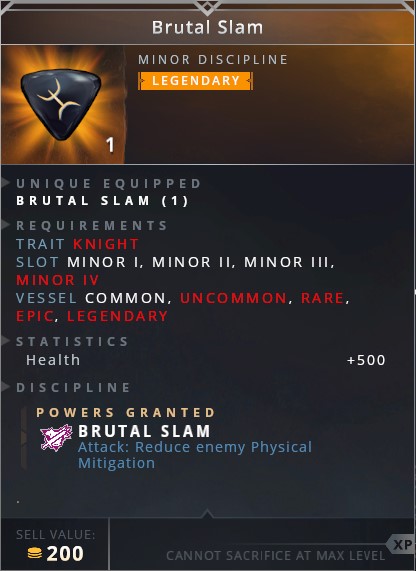 Brutal Slam
MINOR DISCIPLINE
LEGENDARY
1
UNIQUE EQUIPPED
BRUTAL SLAM (1)
REQUIREMENTS
TRAIT KNIGHT
SLOT MINOR I, MINOR II, MINOR III,
MINOR IV
VESSEL COMMON, UNCOMMON, RARE,
EPIC, LEGENDARY
STATISTICS
Health +500
DISCIPLINE
POWERS GRANTED
BRUTAL SLAM
Attack: Reduce enemy Physical
Mitigation
.
SELL VALUE:
200
CANNOT SACRIFICE AT MAX LEVEL
XP